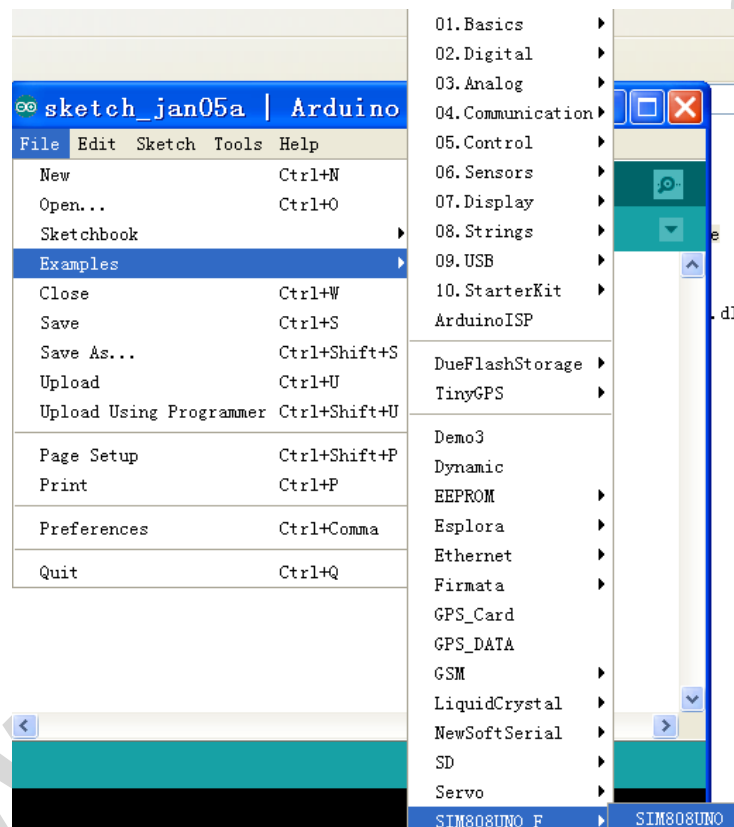 sketch_jan05a | Arduino
File Edit Sketch Tools Help
New Ctrl+N
Open... Ctrl+O
Sketchbook
Examples
Close Ctrl+W
Save Ctrl+S
Save As... Ctrl+Shift+S
Upload Ctrl+U
Upload Using Programmer Ctrl+Shift+U
Page Setup Ctrl+Shift+P
Print Ctrl+P
Preferences Ctrl+Comma
Quit Ctrl+Q
01.Basics
02.Digital
03.Analog
04.Communication
05.Control
06.Sensors
07.Display
08.Strings
09.USB
10.StarterKit
ArduinoISP
DueFlashStorage
TinyGPS
Demo3
Dynamic
EEPROM
Esplora
Ethernet
Firmata
GPS_Card
GPS_DATA
GSM
LiquidCrystal
NewSoftSerial
SD
Servo
SIM808UNO_F
SIM808UNO